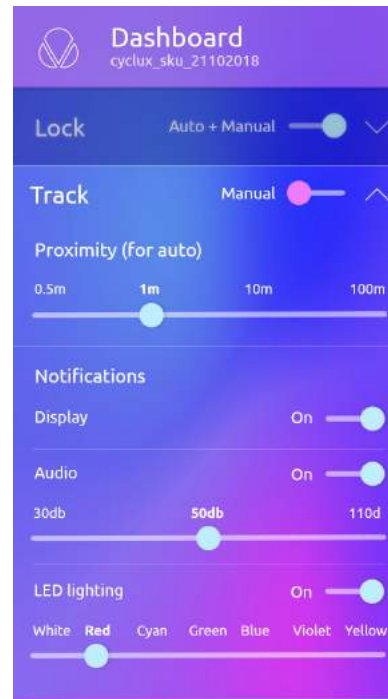 Dashboard
cyclux_sku_21102018
Lock Auto + Manual
Track Manual
Proximity (for auto)
0.5m 1m 10m 100m
Notifications
Display On
Audio On
30db 50db 110d
LED lighting On
White Red Cyan Green Blue Violet Yellow